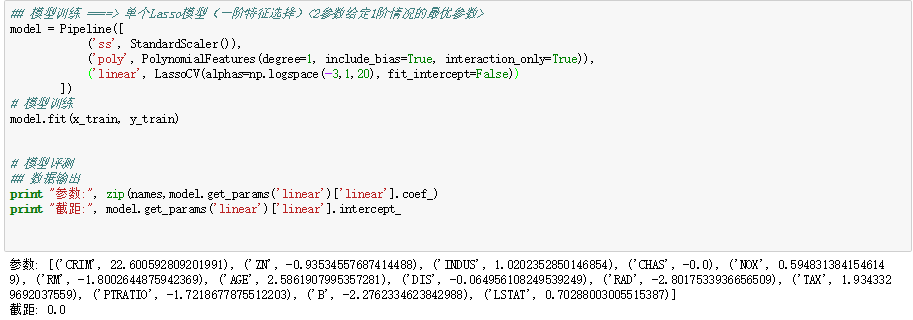 ## 模型训练 ====> 单个Lasso模型（一阶特征选择）<2参数给定1阶情况的最优参数>
model = Pipeline([
('ss', StandardScaler()),
('poly', PolynomialFeatures(degree=1, include_bias=True, interaction_only=True)),
('linear', LassoCV(alphas=np.logspace(-3,1,20), fit_intercept=False))
])
# 模型训练
model.fit(x_train, y_train)
# 模型评测
## 数据输出
print "参数:", zip(names,model.get_params('linear')['linear'].coef_)
print "截距:", model.get_params('linear')['linear'].intercept_
参数: [('CRIM', 22.600592809201991), ('ZN', -0.93534557687414488), ('INDUS', 1.0202352850146854), ('CHAS', -0.0), ('NOX', 0.594831384154614
9), ('RM', -1.8002644875942369), ('AGE', 2.5861907995357281), ('DIS', -0.064956108249539249), ('RAD', -2.8017533936656509), ('TAX', 1.934332
9692037559), ('PTRATIO', -1.7218677875512203), ('B', -2.2762334623842988), ('LSTAT', 0.70288003005515387)]
截距: 0.0